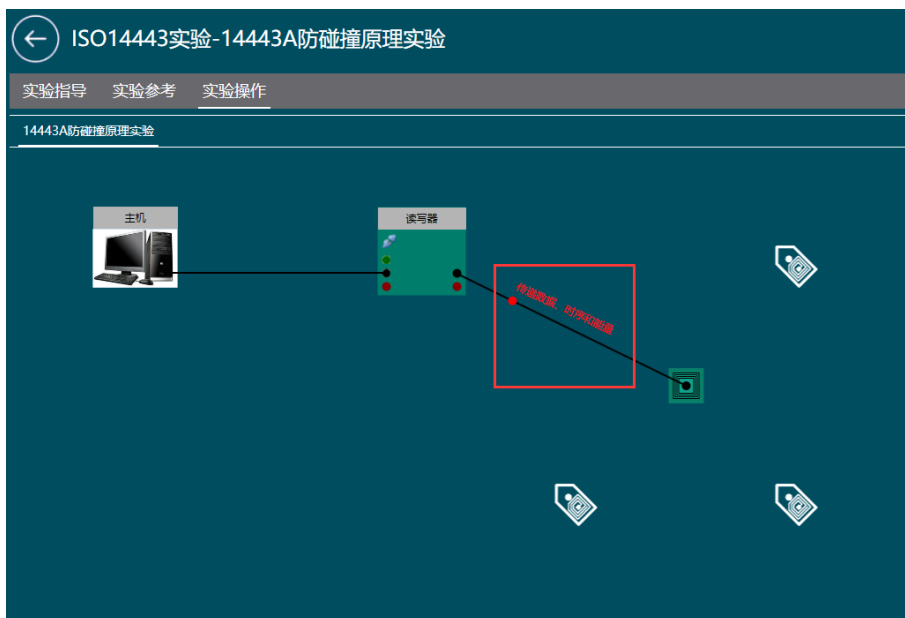 ISO14443实验-14443A防碰撞原理实验
实验指导 实验参考 实验操作
14443A防碰撞原理实验
主机
读写器
传递数据、时序和能量